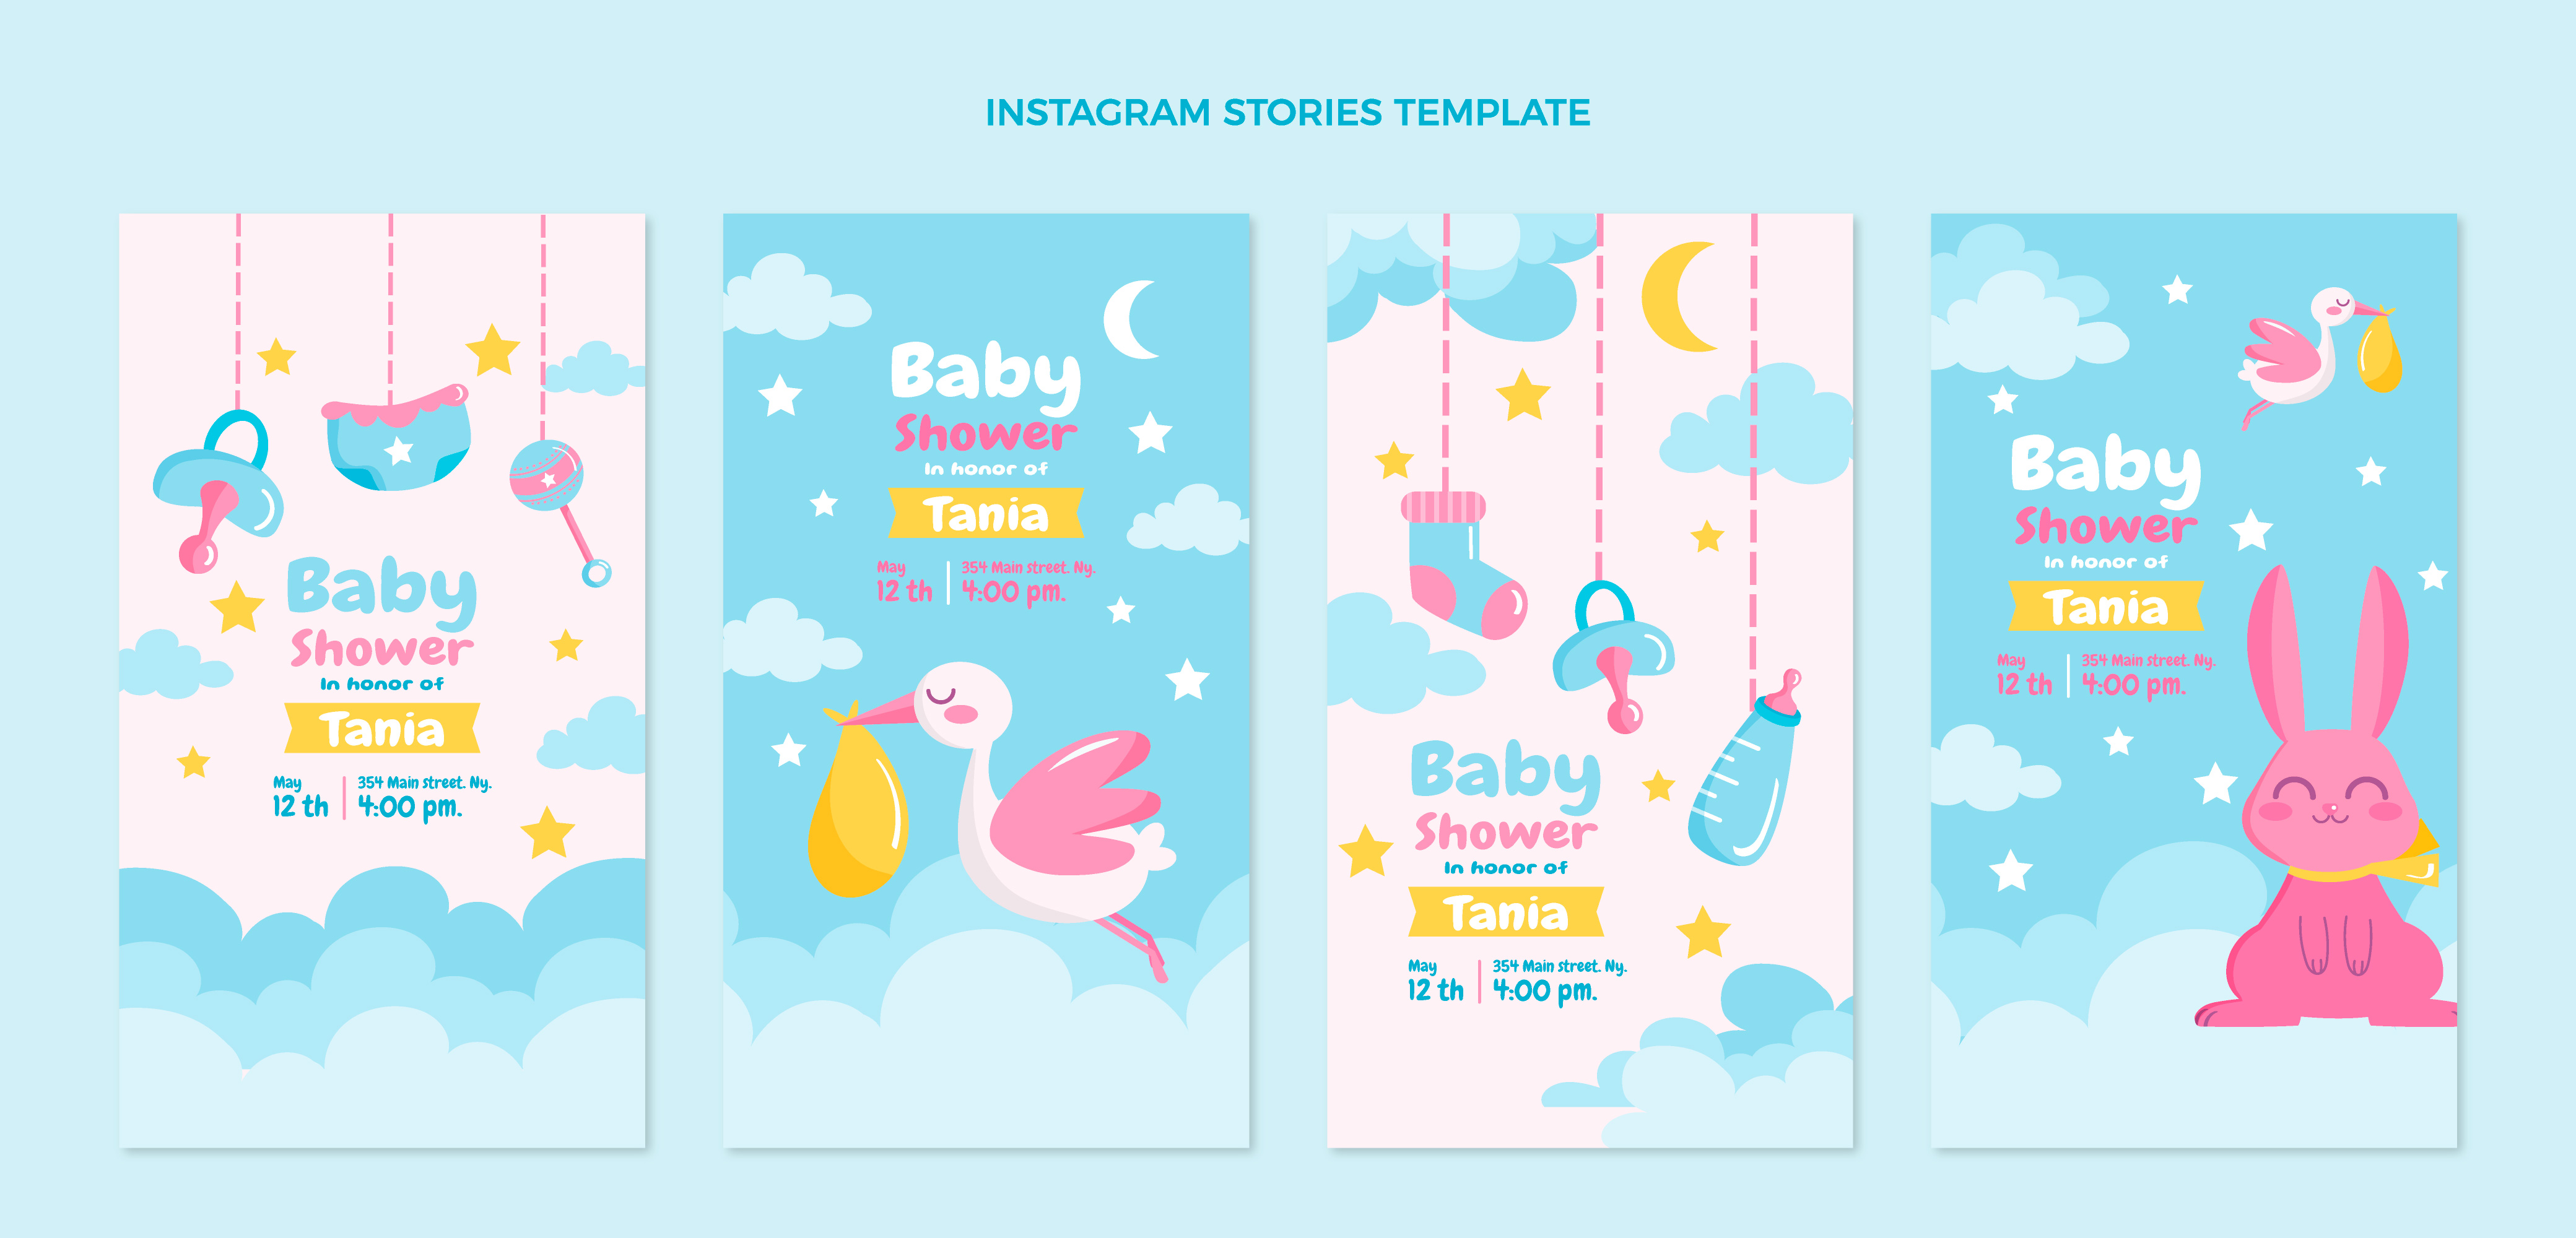 INSTAGRAM STORIES TEMPLATE
Baby
Shower
In honor of
Tania
May
12 th
354 Main street. Ny.
4:00 pm.
Baby
Shower
In honor of
Tania
May
12 th
354 Main street. Ny.
4:00 pm.
Baby
Shower
In honor of
Tania
May
12 th
354 Main street. Ny.
4:00 pm.
Baby
Shower
In honor of
Tania
May
12 th
354 Main street. Ny.
4:00 pm.